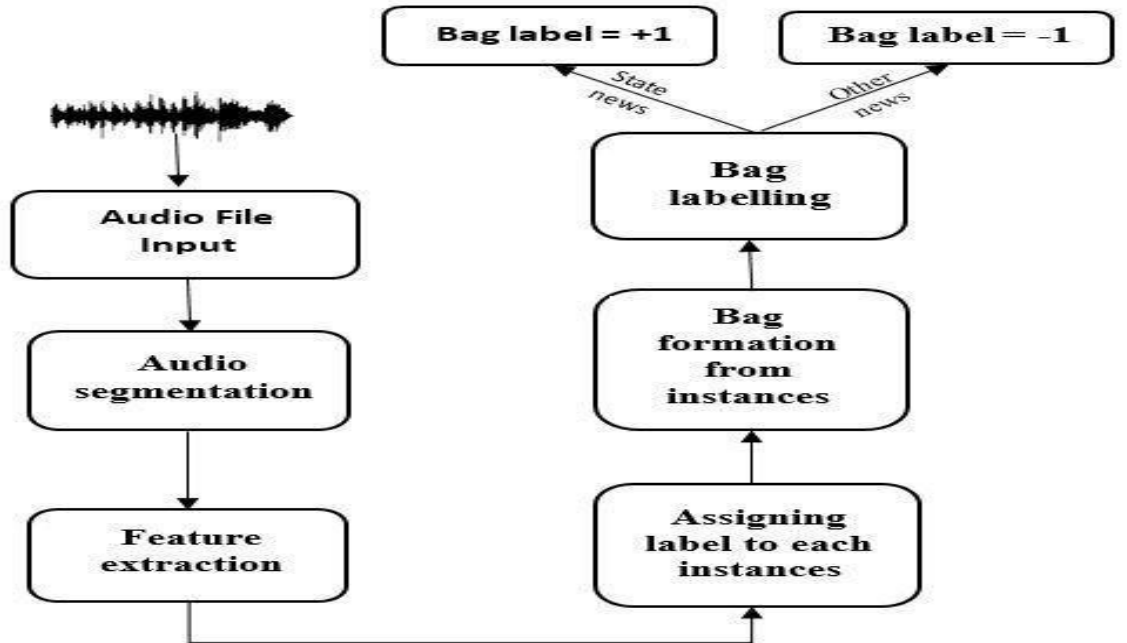 Bag label = +1
Bag label = -1
State
news
Other
news
Audio File
Input
Audio
segmentation
Feature
extraction
Assigning
label to each
instances
Bag
formation
from
instances
Bag
labelling